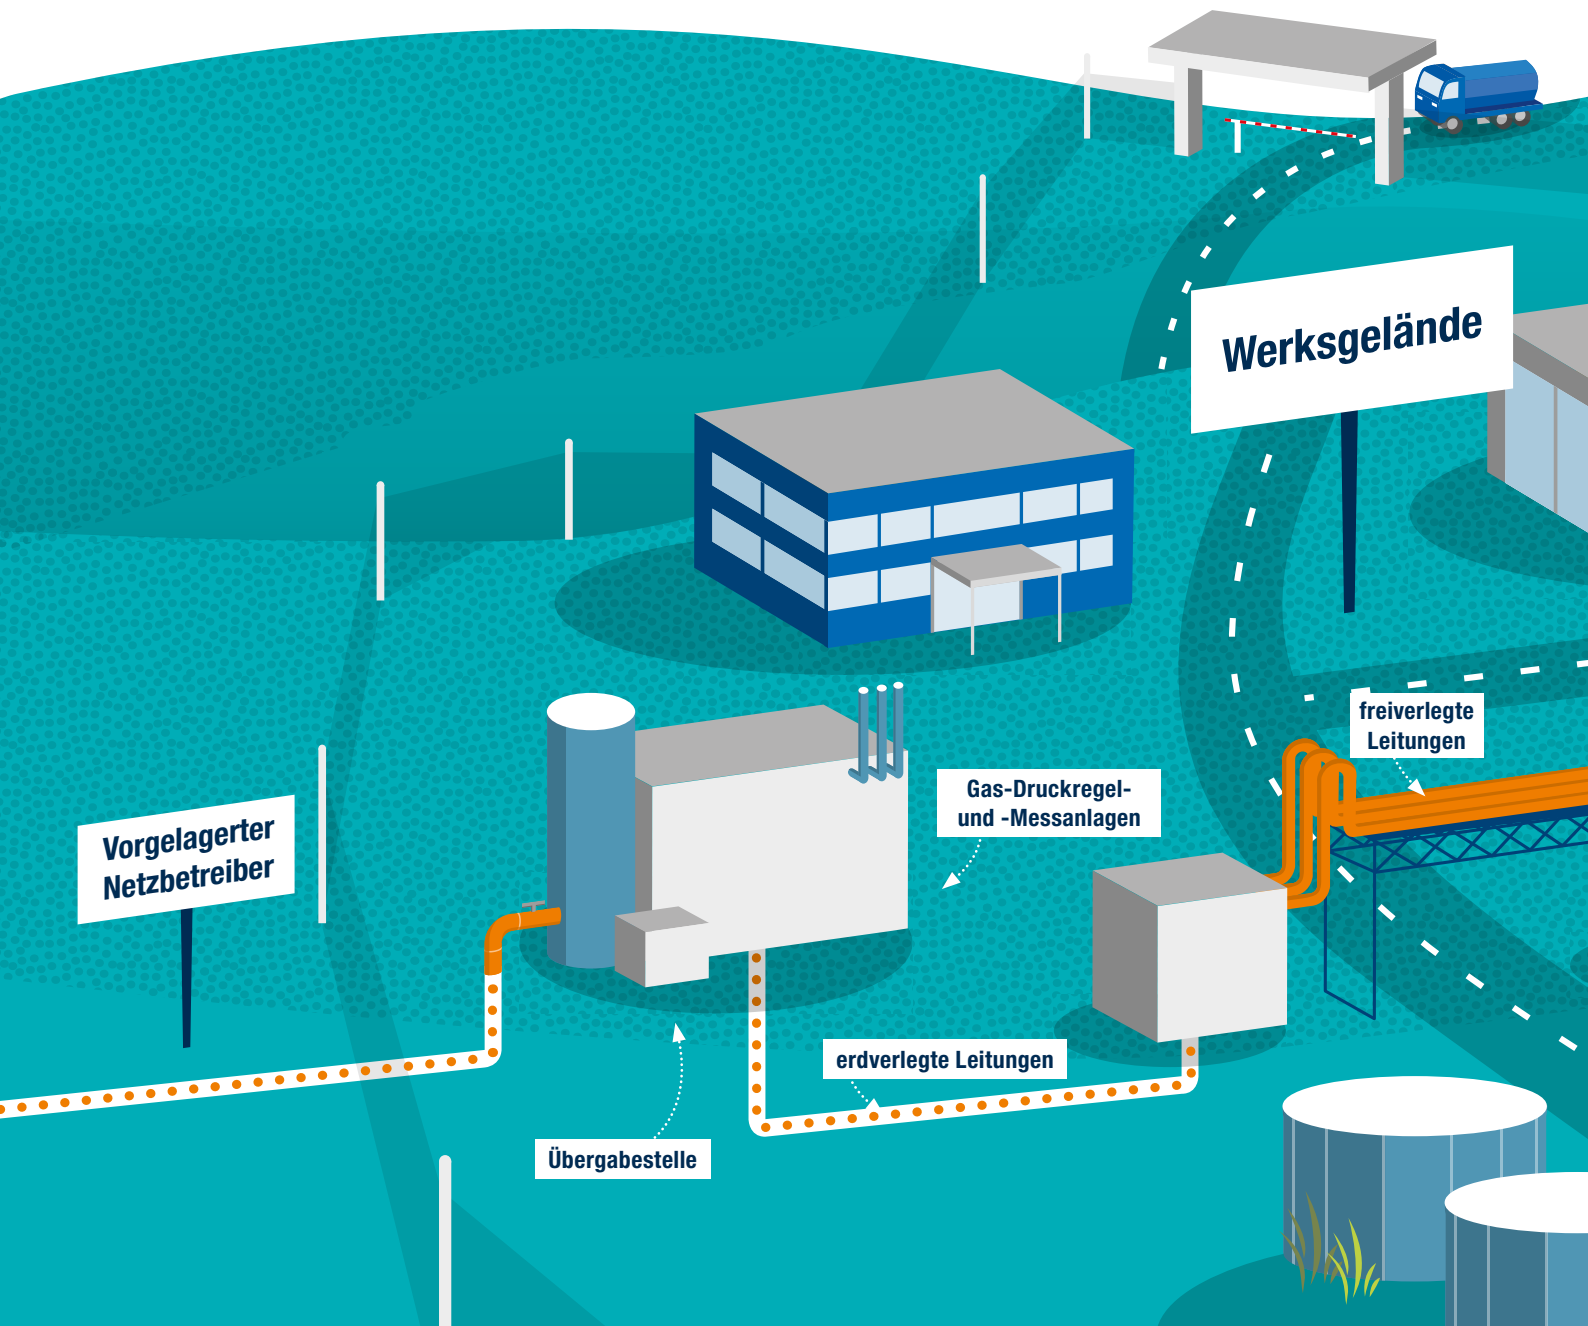 Werksgelände
freiverlegte
Leitungen
Gas-Druckregel-
und -Messanlagen
Vorgelagerter
Netzbetreiber
erdverlegte Leitungen
Übergabestelle